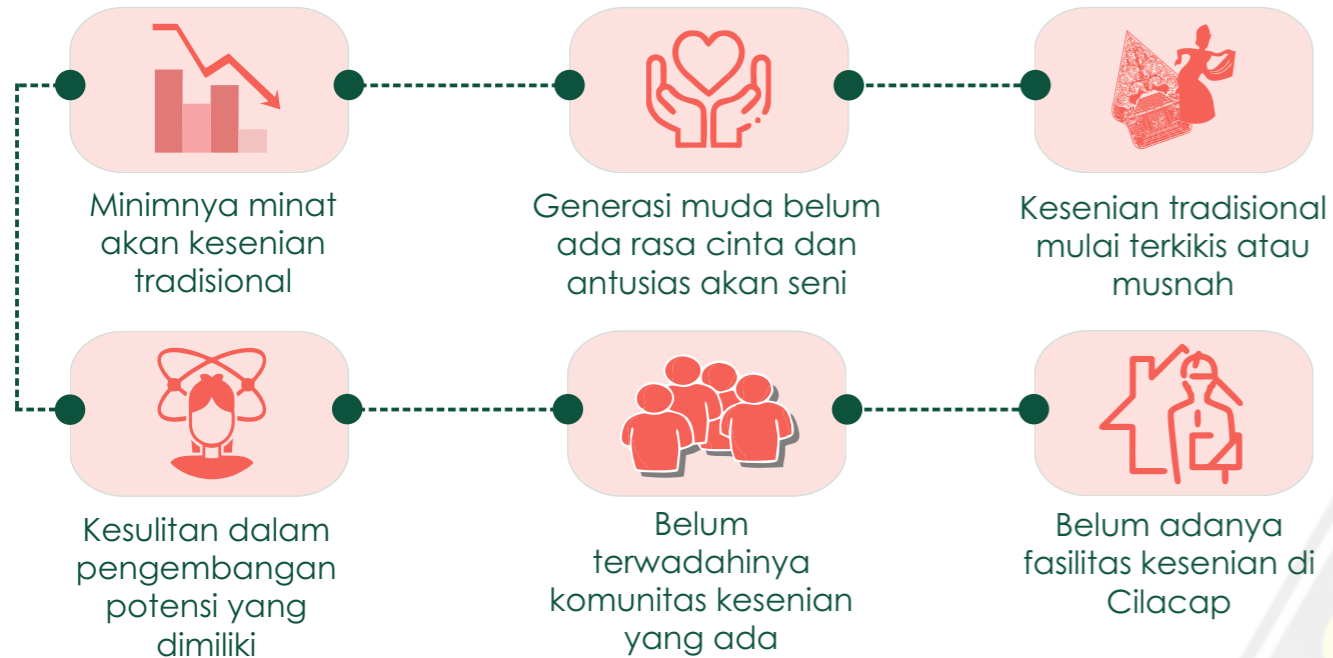 Minimnya minat
akan kesenian
tradisional
Generasi muda belum
ada rasa cinta dan
antusias akan seni
Kesenian tradisional
mulai terkikis atau
musnah
Kesulitan dalam
pengembangan
potensi yang
dimiliki
Belum
terwadahinya
komunitas kesenian
yang ada
Belum adanya
fasilitas kesenian di
Cilacap